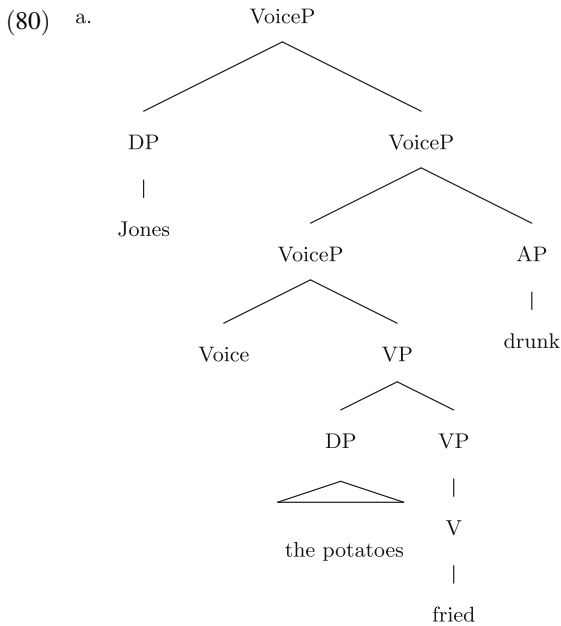 (80) a. VoiceP
DP VoiceP
Jones
VoiceP AP
drunk
Voice VP
DP VP
V
the potatoes
fried